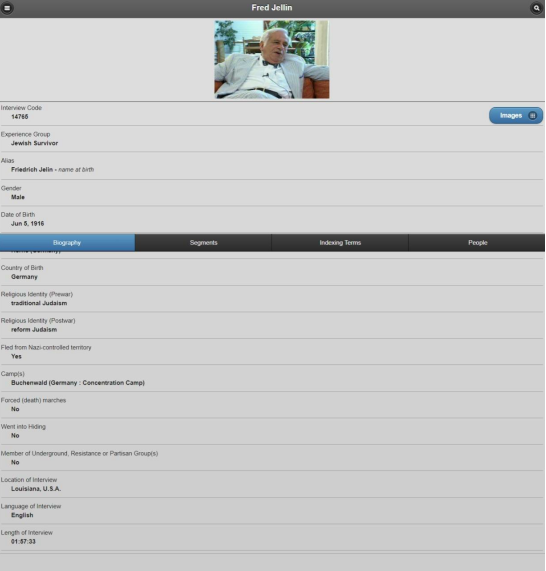 Fred Jellin
Interview Code
14765
Images
Experience Group
Jewish Survivor
Alias
Friedrich Jelin - name at birth
Gender
Male
Date of Birth
Jun 5, 1916
Biography
Segments
Indexing Terms
People
Country of Birth
Germany
Religious Identity (Prewar)
traditional Judaism
Religious Identity (Postwar)
reform Judaism
Fled from Nazi-controlled territory
Yes
Camp(s)
Buchenwald (Germany : Concentration Camp)
Forced (death) marches
No
Went into Hiding
No
Member of Underground, Resistance or Partisan Group(s)
No
Location of Interview
Louisiana, U.S.A.
Language of Interview
English
Length of Interview
01:57:33